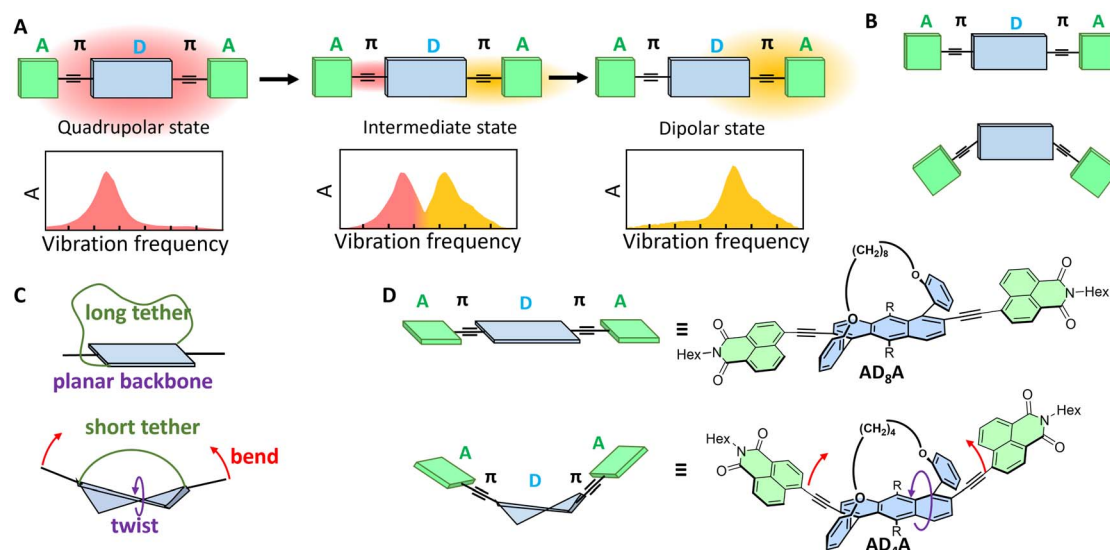 A
A π D π A
Quadrupolar state
A
Vibration frequency
A π D π A
Intermediate state
A
Vibration frequency
A π D π A
Dipolar state
A
Vibration frequency
B
A π D π A
C
long tether
planar backbone
short tether
bend
twist
D
A π D π A
≡
(CH₂)₈
O
R
O
R
O
N-Hex
O
O
Hex-N
O
AD₈A
A π D π A
≡
(CH₂)₄
O
R
O
R
O
N-Hex
O
Hex-N
O
O
AD₄A